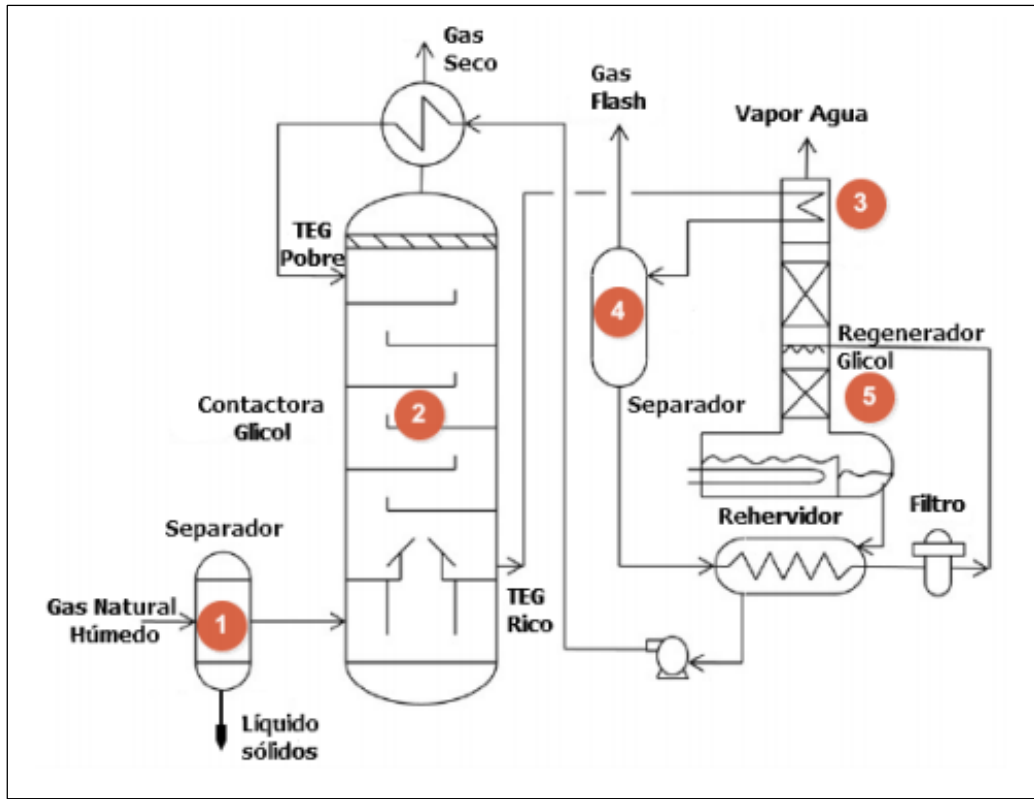 Gas
Seco
Gas
Flash
Vapor Agua
3
TEG
Pobre
4
Regenerador
Glicol
5
Separador
Contactora
Glicol
2
Rehervidor
Filtro
Separador
Gas Natural
Húmedo
1
TEG
Rico
Líquido
sólidos